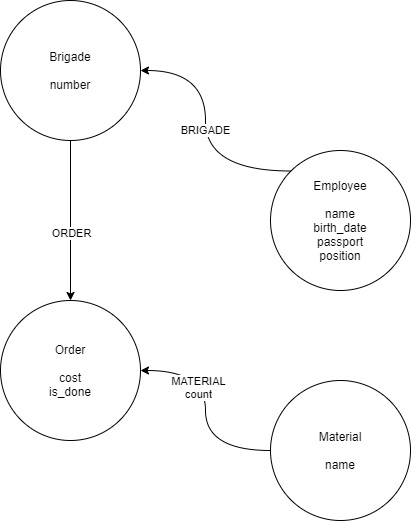 Brigade
number
BRIGADE
Employee
name
birth_date
passport
position
ORDER
Order
cost
is_done
MATERIAL
count
Material
name